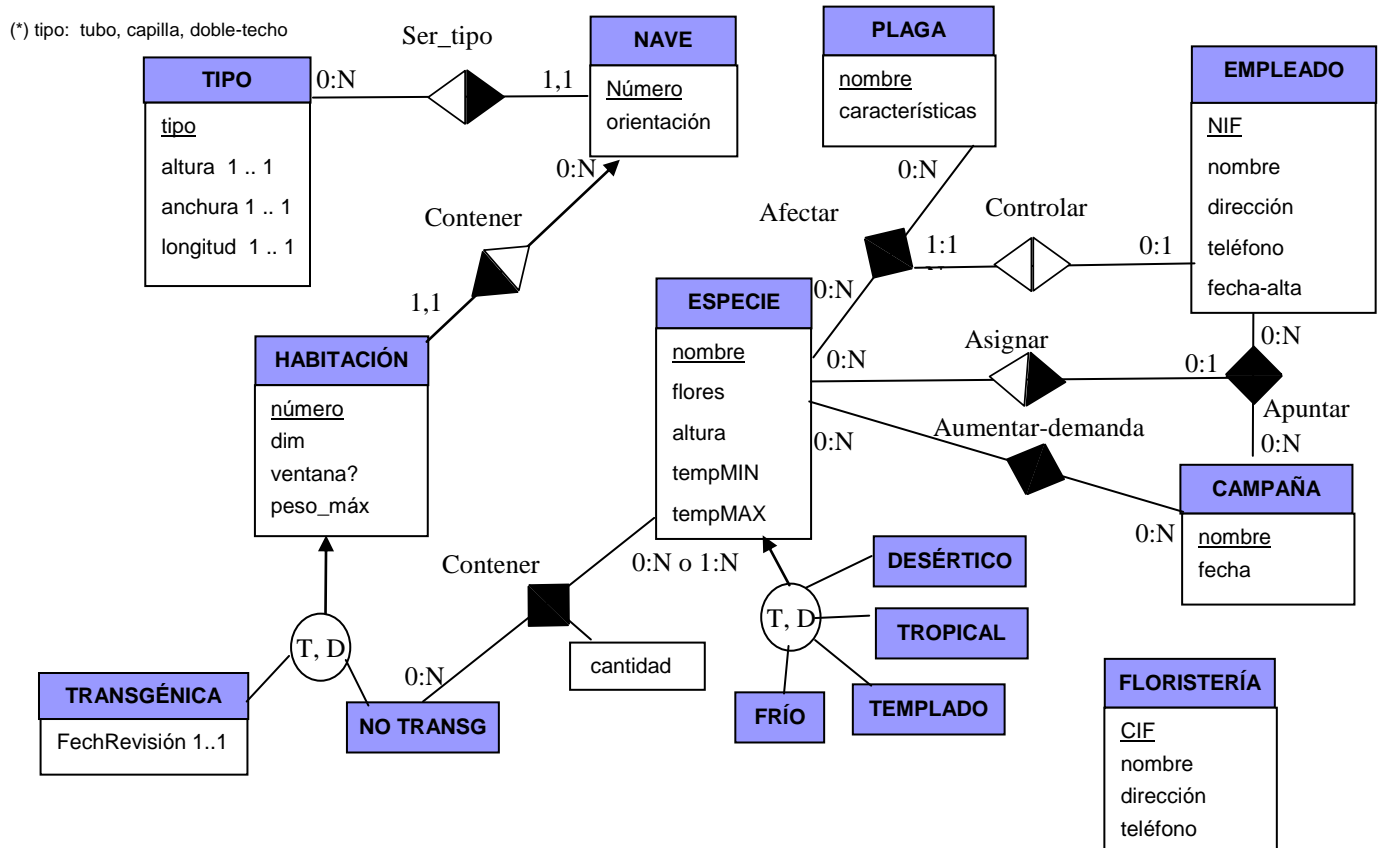 (*) tipo: tubo, capilla, doble-techo
Ser_tipo
NAVE
Número
orientación
TIPO
tipo
altura 1 .. 1
anchura 1 .. 1
longitud 1 .. 1
0:N
1,1
0:N
Contener
1,1
PLAGA
nombre
características
0:N
Afectar
0:N
Controlar
1:1
0:1
EMPLEADO
NIF
nombre
dirección
teléfono
fecha-alta
0:N
HABITACIÓN
número
dim
ventana?
peso_máx
ESPECIE
nombre
flores
altura
tempMIN
tempMAX
0:N
Asignar
0:1
Apuntar
0:N
Aumentar-demanda
0:N
0:N
CAMPAÑA
nombre
fecha
Contener
0:N o 1:N
0:N
cantidad
T, D
TRANSGÉNICA
FechRevisión 1..1
NO TRANSG
T, D
DESÉRTICO
TROPICAL
TEMPLADO
FRÍO
FLORISTERÍA
CIF
nombre
dirección
teléfono